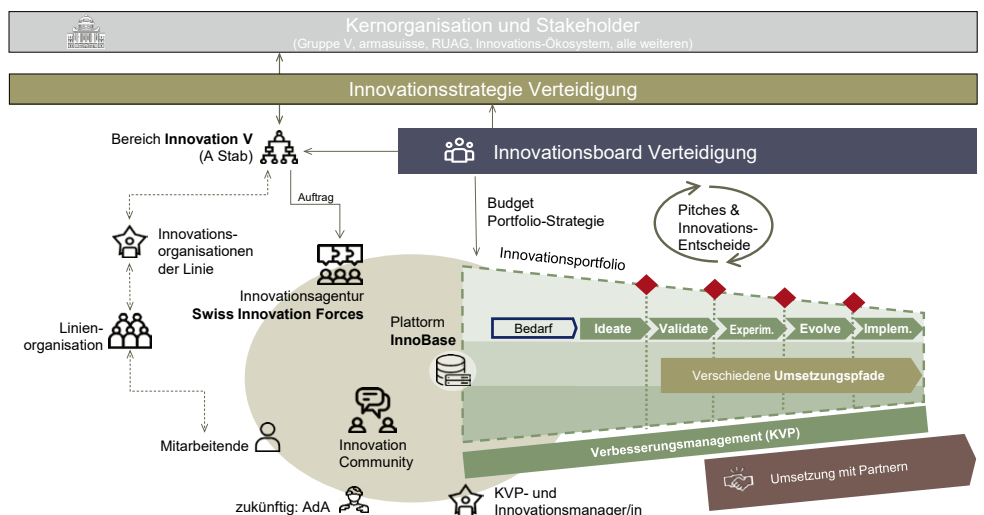 Kernorganisation und Stakeholder
(Gruppe V, armasuisse, RUAG, Innovations-Ökosystem, alle weiteren)
Innovationsstrategie Verteidigung
Bereich Innovation V
(A Stab)
Innovationsboard Verteidigung
Auftrag
Budget
Portfolio-Strategie
Pitches &
Innovations-
Entscheide
Innovations-
organisationen
der Linie
Innovationsportfolio
Innovationsagentur
Swiss Innovation Forces
Linien-
organisation
Plattform
InnoBase
Bedarf
Ideate
Validate
Experim.
Evolve
Implem.
Verschiedene Umsetzungspfade
Mitarbeitende
Innovation
Community
Verbesserungsmanagement (KVP)
Umsetzung mit Partnern
zukünftig: AdA
KVP- und
Innovationsmanager/in